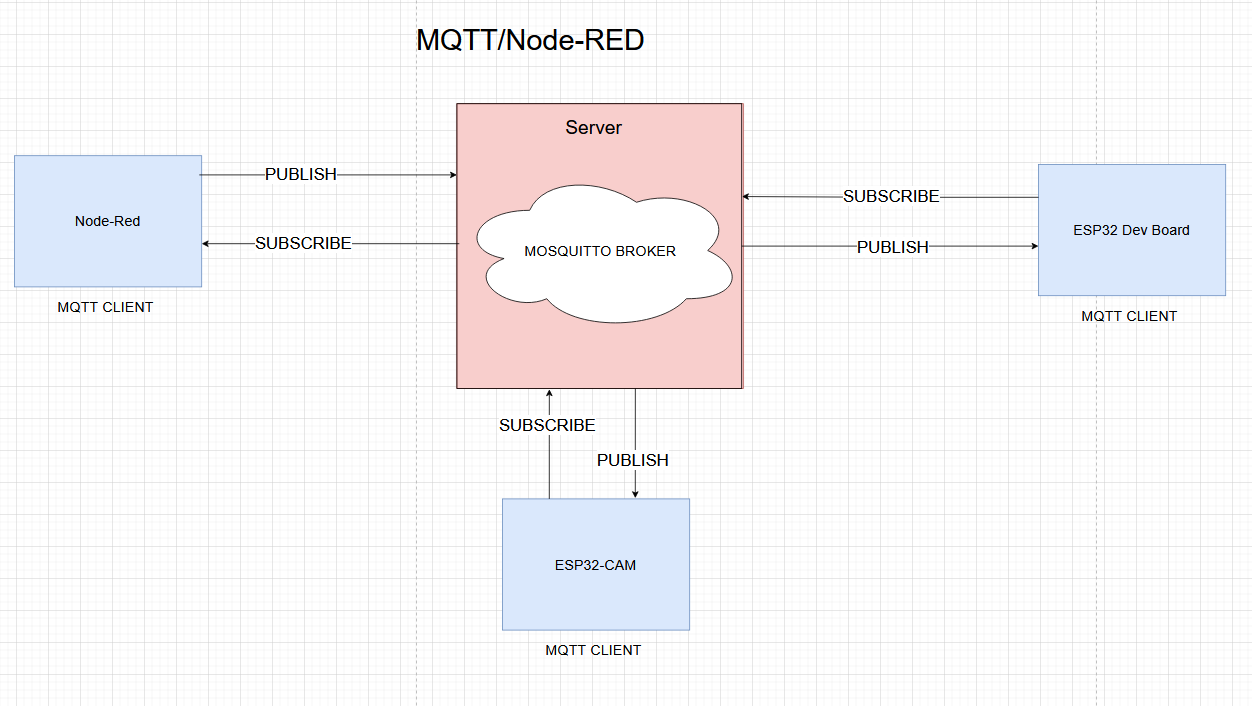 MQTT/Node-RED
Server
PUBLISH
Node-Red
SUBSCRIBE
MQTT CLIENT
MOSQUITTO BROKER
SUBSCRIBE
PUBLISH
ESP32 Dev Board
MQTT CLIENT
SUBSCRIBE
PUBLISH
ESP32-CAM
MQTT CLIENT